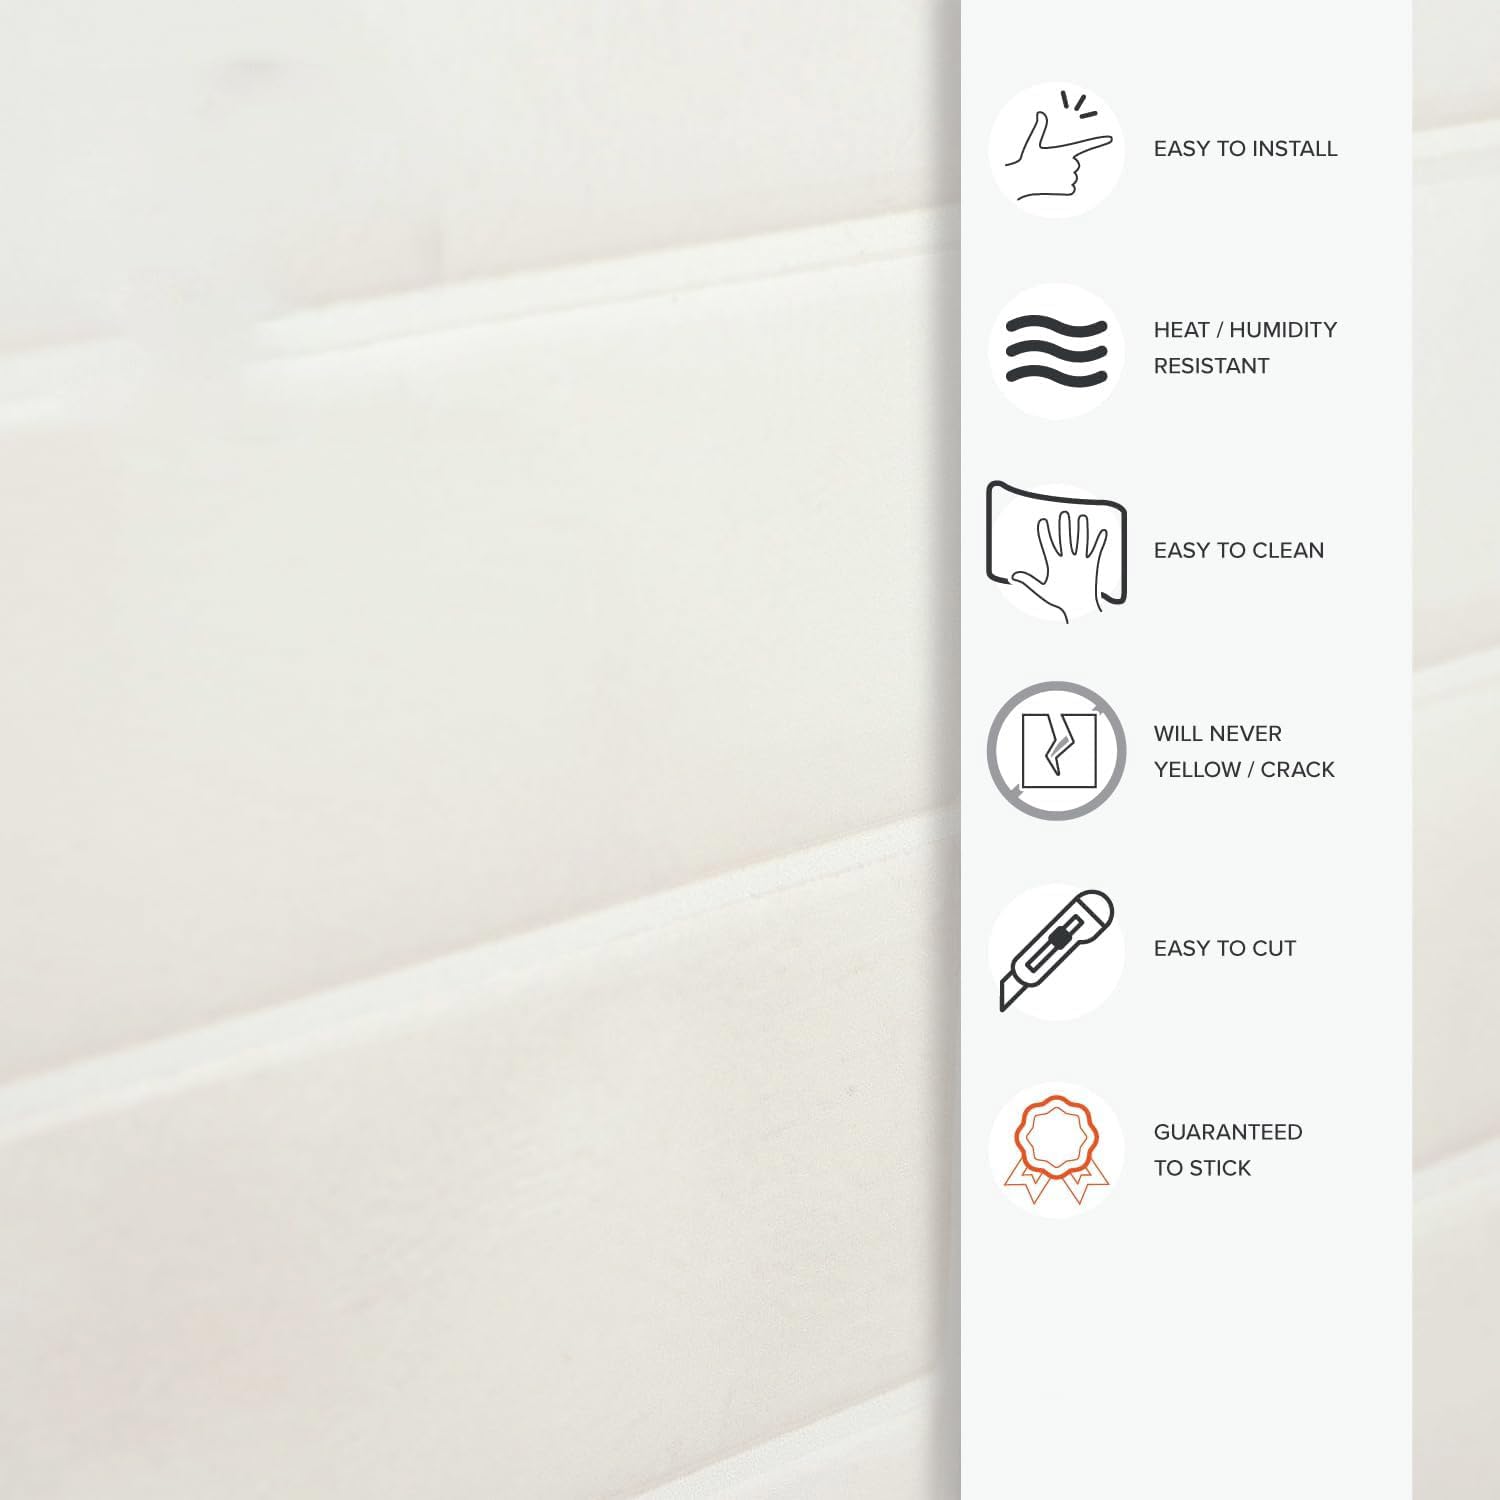 EASY TO INSTALL
HEAT / HUMIDITY
RESISTANT
EASY TO CLEAN
WILL NEVER
YELLOW / CRACK
EASY TO CUT
GUARANTEED
TO STICK